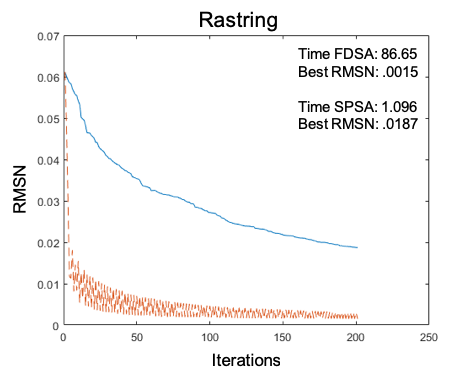 Rastring
0.07
0.06
0.05
0.04
0.03
0.02
0.01
0
RMSN
Time FDSA: 86.65
Best RMSN: .0015
Time SPSA: 1.096
Best RMSN: .0187
0
50
100
150
200
250
Iterations